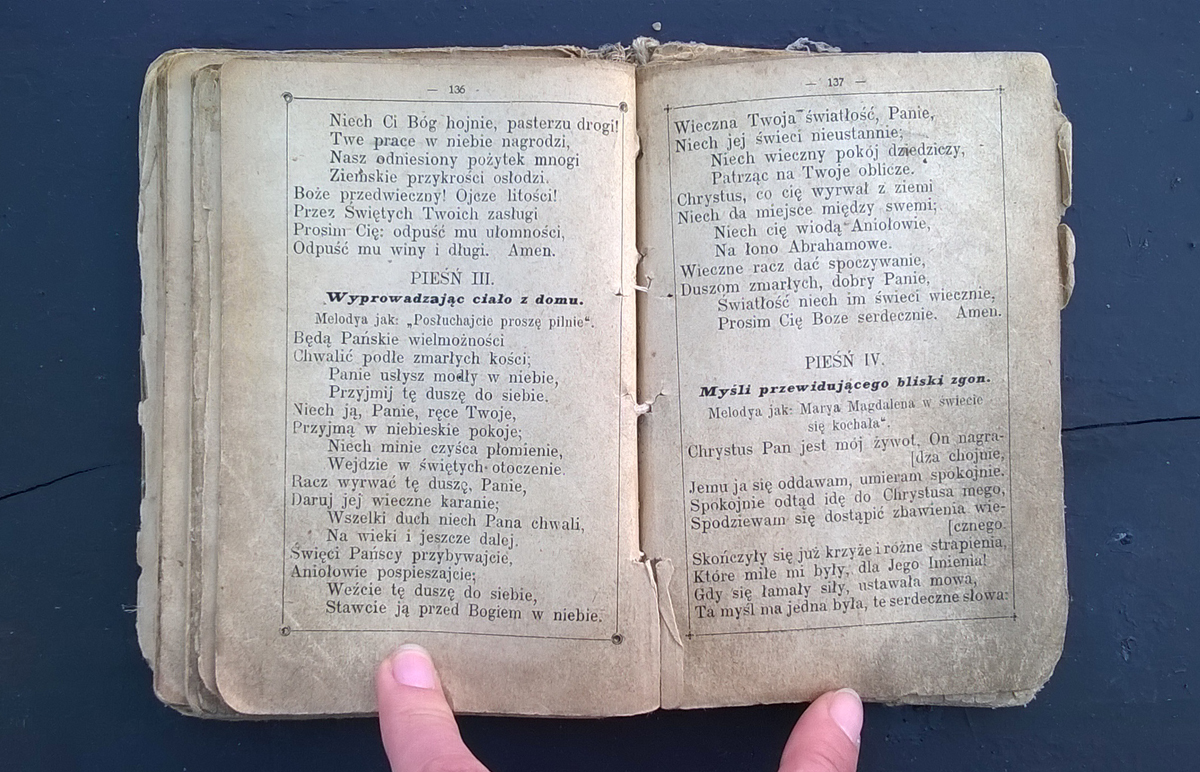 — 136 -
Niech Ci Bóg hojnie, pasterzu drogi!
Twe prace w niebie nagrodzi,
Nasz odniesiony pożytek mnogi
Ziemskie przykrości osłodzi.
Boże przedwieczny! Ojcze litości!
Przez Świętych Twoich zasługi
Prosim Cię: odpuść mu ułomności,
Odpuść mu winy i długi. Amen.
PIEŚŃ III.
Wyprowadzając ciało z domu.
Melodya jak: „Posłuchajcie proszę pilnie“.
Będą Pańskie wielmożności
Chwalić podle zmarłych kości;
Panie usłysz modły w niebie,
Przyjmij tę duszę do siebie.
Niech ją, Panie, ręce Twoje,
Przyjmą w niebieskie pokoje;
Niech minie czyśca płomienie,
Wejdzie w świętych otoczenie.
Racz wyrwać tę duszę, Panie,
Daruj jej wieczne karanie;
Wszelki duch niech Pana chwali,
Na wieki i jeszcze dalej.
Święci Pańscy przybywajcie,
Aniołowie pospieszajcie;
Weźcie tę duszę do siebie,
Stawcie ją przed Bogiem w niebie.
— 137 —
Wieczna Twoja światłość, Panie,
Niech jej świeci nieustannie;
Niech wieczny pokój dziedziczy,
Patrząc na Twoje oblicze.
Chrystus, co cię wyrwał z ziemi
Niech da miejsce między swemi;
Niech cię wiodą Aniołowie,
Na łono Abrahamowe.
Wieczne racz dać spoczywanie,
Duszom zmarłych, dobry Panie,
Swiatłość niech im świeci wiecznie,
Prosim Cię Boze serdecznie. Amen.
PIEŚŃ IV.
Myśli przewidującego bliski zgon.
Melodya jak: Marya Magdalena w świecie
się kochała“.
Chrystus Pan jest mój żywot, On nagra-
[dza chojnie,
Jemu ja się oddawam, umieram spokojnie.
Spokojnie odtąd idę do Chrystusa mego,
Spodziewam się dostąpić zbawienia wie-
[cznego.
Skończyły się już krzyże i różne strapienia,
Które miłe mi były, dla Jego Imienia!
Gdy się łamały siły, ustawała mowa,
Ta myśl ma jedna była, te serdeczne słowa: